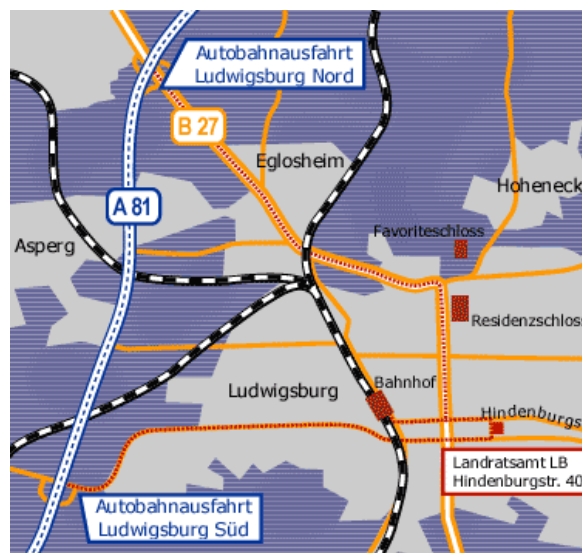 Autobahnausfahrt
Ludwigsburg Nord
B 27
Eglosheim
Hoheneck
A 81
Favoriteschloss
Asperg
Residenzschloss
Bahnhof
Ludwigsburg
Hindenburgs
Landratsamt LB
Hindenburgstr. 40
Autobahnausfahrt
Ludwigsburg Süd